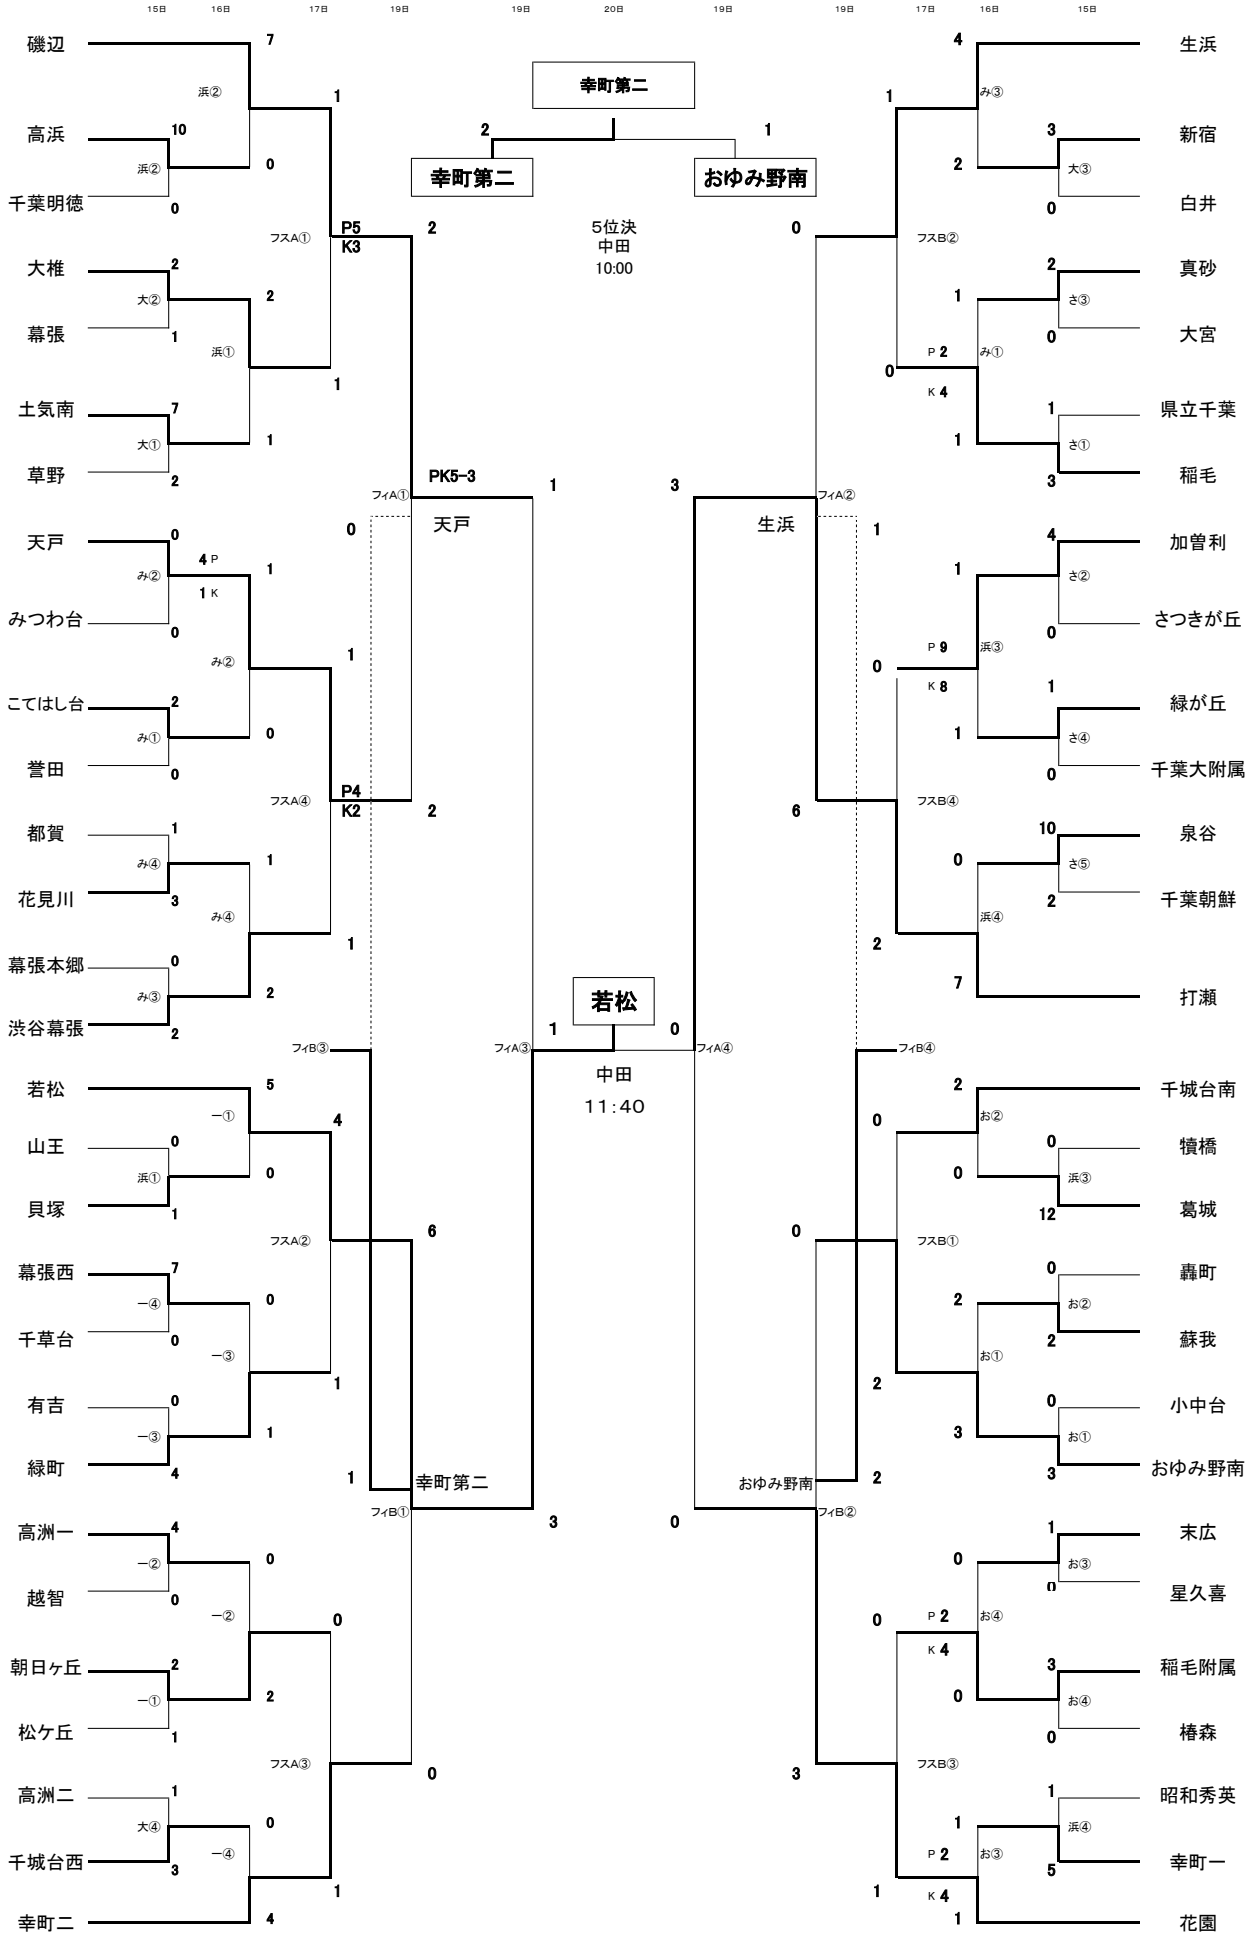 15日 16日 17日 19日 19日 20日 19日 19日 17日 16日 15日
磯辺 7 4 生浜
幸町第二
浜② 1 1 み③
高浜 10 2 1 3 新宿
浜② 0 幸町第二 おゆみ野南 2 大③
千葉明徳 0 0 白井
フスA① P5 2 5位決 0 フスB②
K3 中田
10:00
大椎 2 2 真砂
大② 2 1 さ③
幕張 1 0 大宮
浜① P 2 み①
1 0 K 4
土気南 7 1 県立千葉
大① 1 1 さ①
草野 2 3 稲毛
PK5-3
フィA① 1 3 フィA②
0 天戸 生浜 1
天戸 0 4 加曽利
み② 4 P 1 1 さ②
1 K
みつわ台 0 0 さつきが丘
み② 1 0 P 9 浜③
K 8
こてはし台 2 1 緑が丘
み① 0 1 さ④
誉田 0 0 千葉大附属
フスA④ P4 2 6 フスB④
K2
都賀 1 10 泉谷
み④ 1 0 さ⑤
花見川 3 2 千葉朝鮮
み④ 浜④
1 2
幕張本郷 0
み③ 2 7 打瀬
渋谷幕張 2
若松
フィB③ フィA③ 1 0 フィA④ フィB④
中田
11:40
若松 5 2 千城台南
一① 4 0 お②
山王 0 0 犢橋
浜① 0 0 浜③
貝塚 1 12 葛城
フスA② 6 0 フスB①
幕張西 7 0 轟町
一④ 0 2 お②
千草台 0 2 蘇我
一③ お①
1 2
有吉 0 0 小中台
一③ 1 3 お①
緑町 4 3 おゆみ野南
1 幸町第二 おゆみ野南 2
フィB① 3 0 フィB②
高洲一 4 1 末広
一② 0 0 お③
越智 0 0 星久喜
一② 0 0 P 2 お④
K 4
朝日ヶ丘 2 3 稲毛附属
一① 2 0 お④
松ケ丘 1 0 椿森
フスA③ 0 3 フスB③
高洲二 1 1 昭和秀英
大④ 0 1 浜④
千城台西 3 5 幸町一
一④ P 2 お③
1 1 K 4
幸町二 4 1 花園